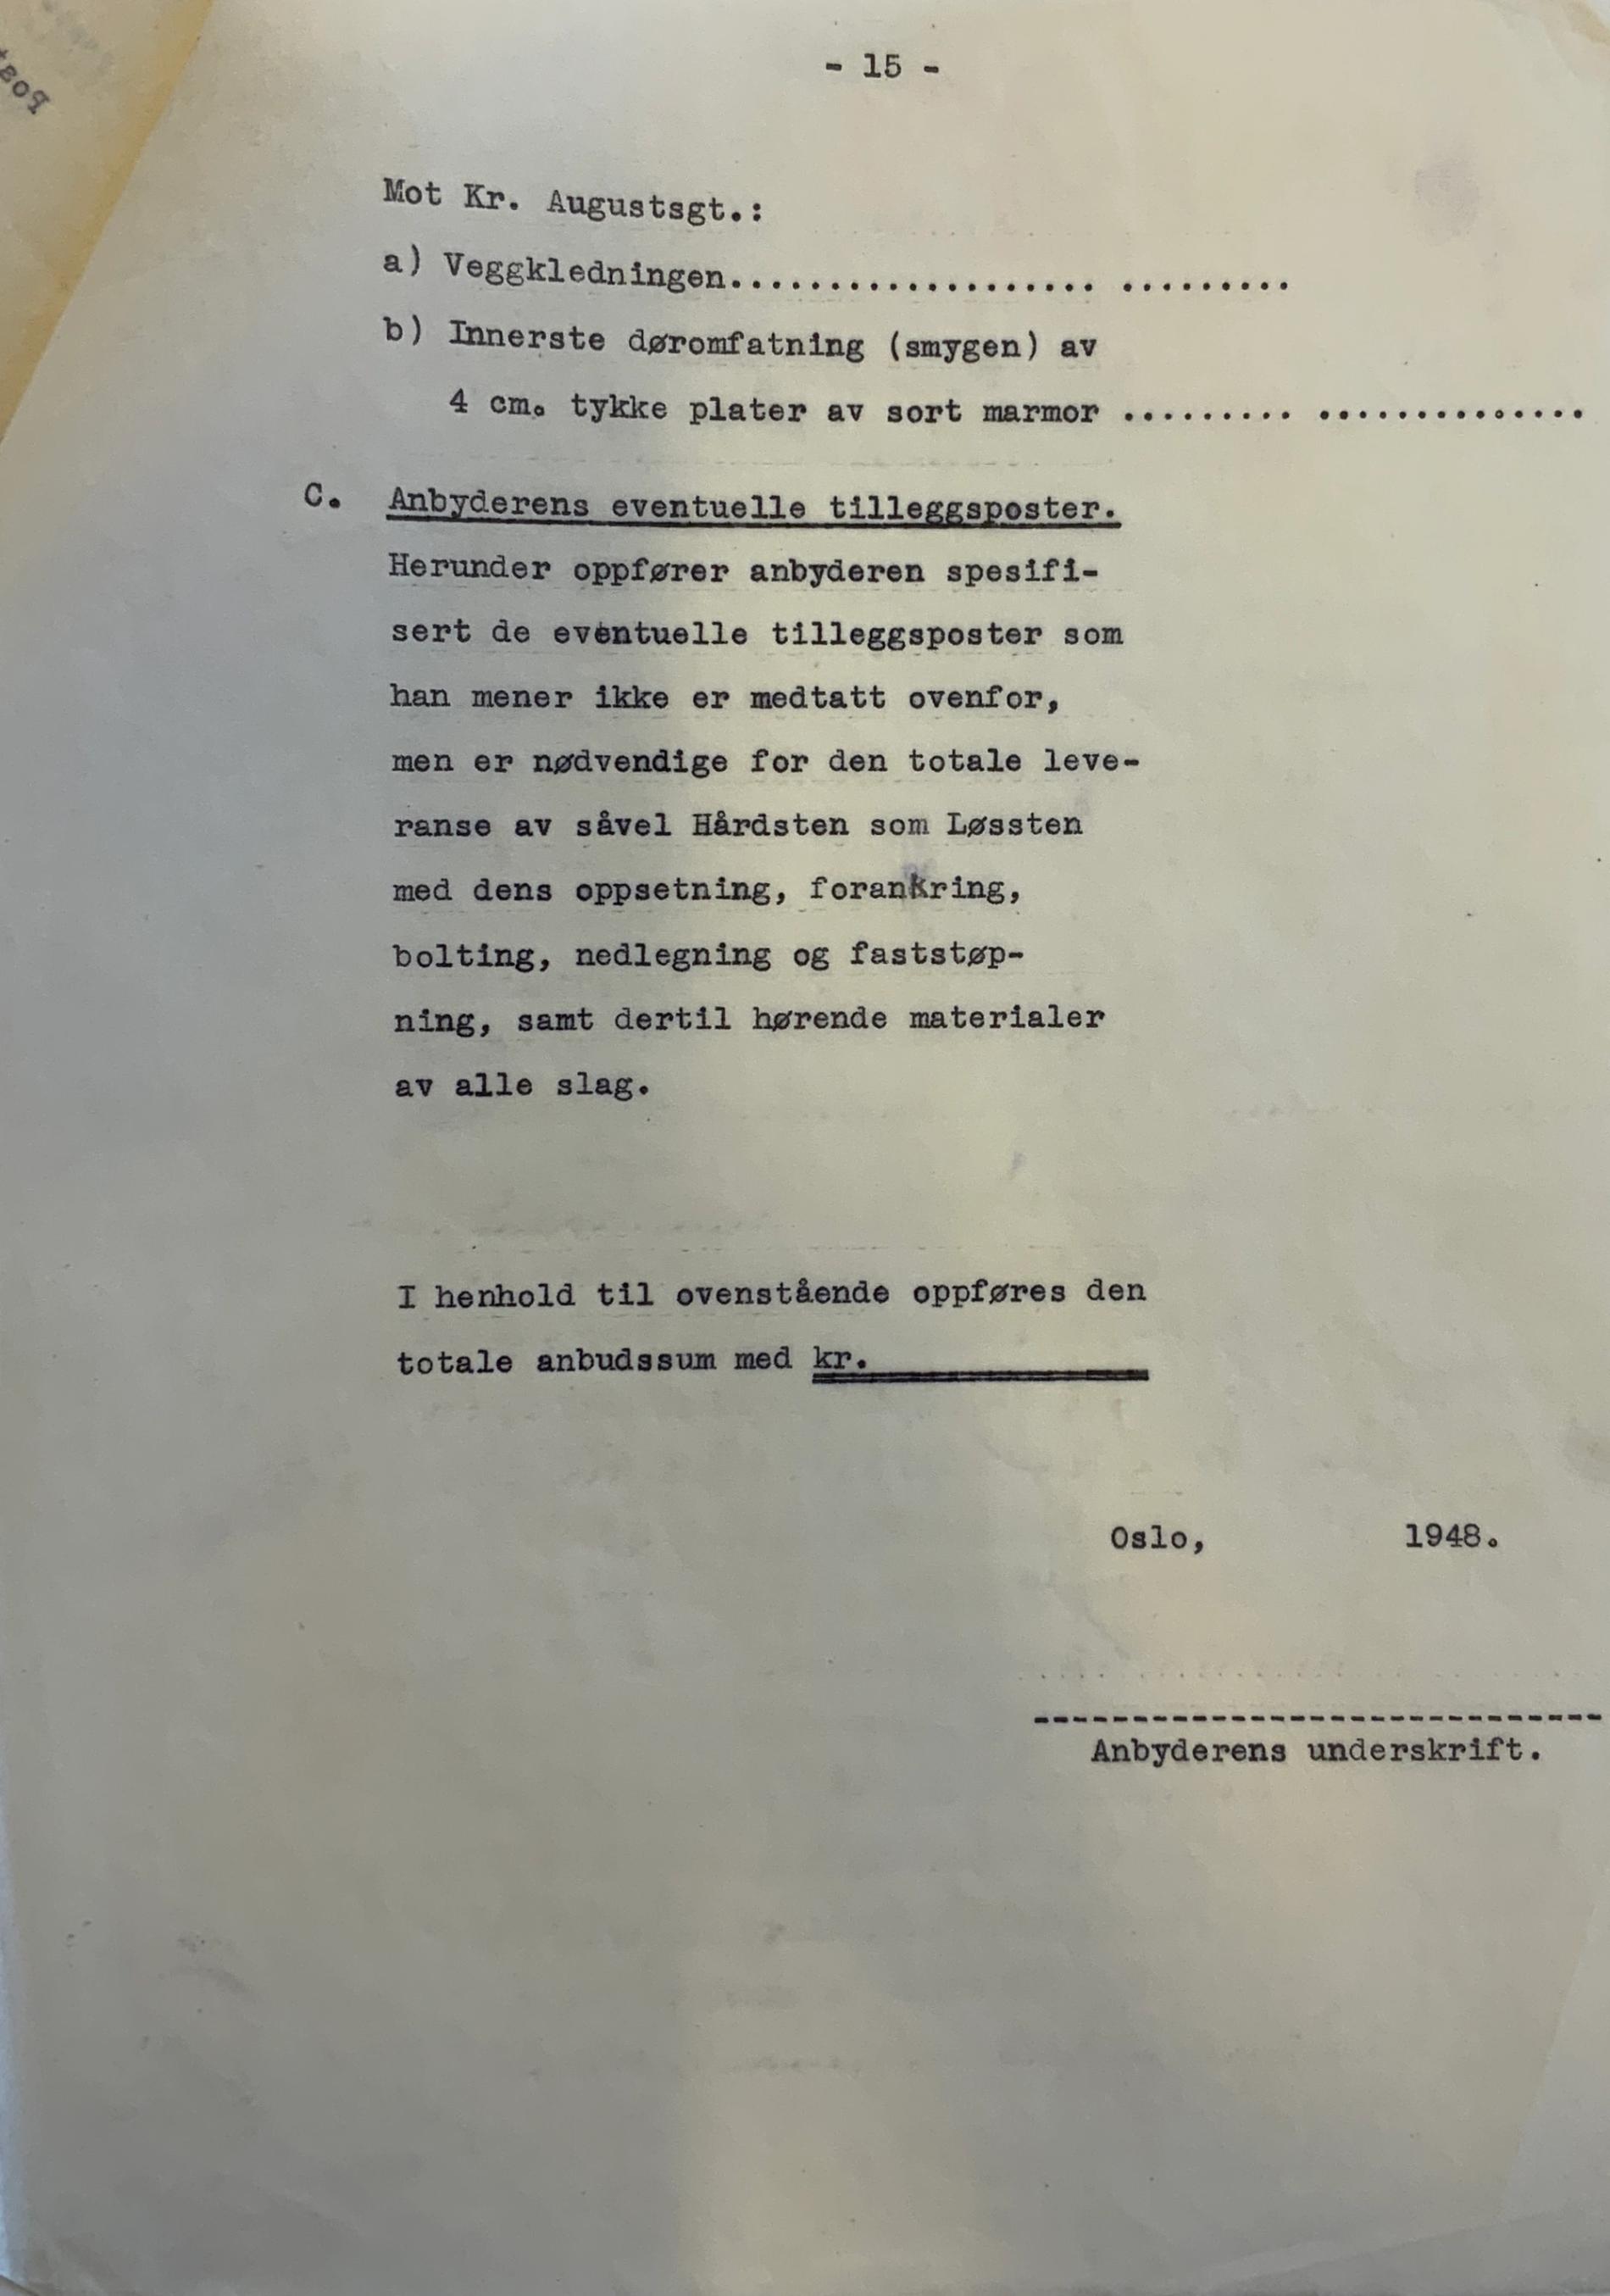 - 15 -
Mot Kr. Augustsgt.:
a) Veggkledningen................... .........
b) Innerste døromfatning (smygen) av
4 cm. tykke plater av sort marmor ......... ..............
C. Anbyderens eventuelle tilleggsposter.
Herunder oppfører anbyderen spesifi-
sert de eventuelle tilleggsposter som
han mener ikke er medtatt ovenfor,
men er nødvendige for den totale leve-
ranse av såvel Hårdsten som Løssten
med dens oppsetning, forankring,
bolting, nedlegning og faststøp-
ning, samt dertil hørende materialer
av alle slag.
I henhold til ovenstående oppføres den
totale anbudssum med kr.
Oslo, 1948.
-----------------------------
Anbyderens underskrift.